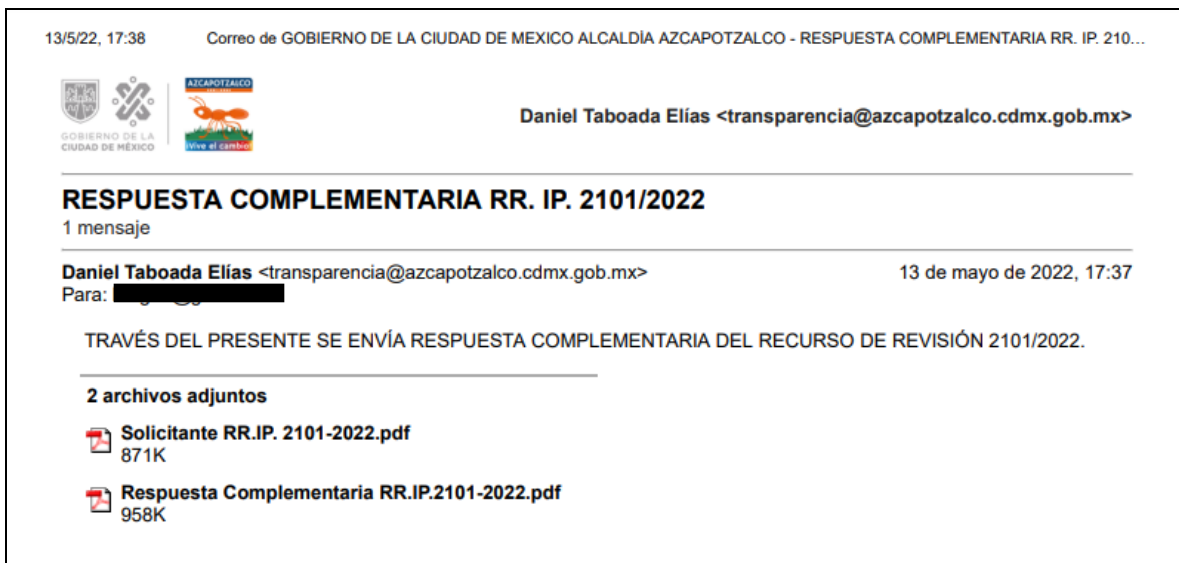 13/5/22, 17:38 Correo de GOBIERNO DE LA CIUDAD DE MEXICO ALCALDÍA AZCAPOTZALCO - RESPUESTA COMPLEMENTARIA RR. IP. 210...
AZCAPOTZALCO
GOBIERNO DE LA
CIUDAD DE MÉXICO
¡Vive el cambio!
Daniel Taboada Elías <transparencia@azcapotzalco.cdmx.gob.mx>
RESPUESTA COMPLEMENTARIA RR. IP. 2101/2022
1 mensaje
Daniel Taboada Elías <transparencia@azcapotzalco.cdmx.gob.mx> 13 de mayo de 2022, 17:37
Para:
TRAVÉS DEL PRESENTE SE ENVÍA RESPUESTA COMPLEMENTARIA DEL RECURSO DE REVISIÓN 2101/2022.
2 archivos adjuntos
Solicitante RR.IP. 2101-2022.pdf
871K
Respuesta Complementaria RR.IP.2101-2022.pdf
958K